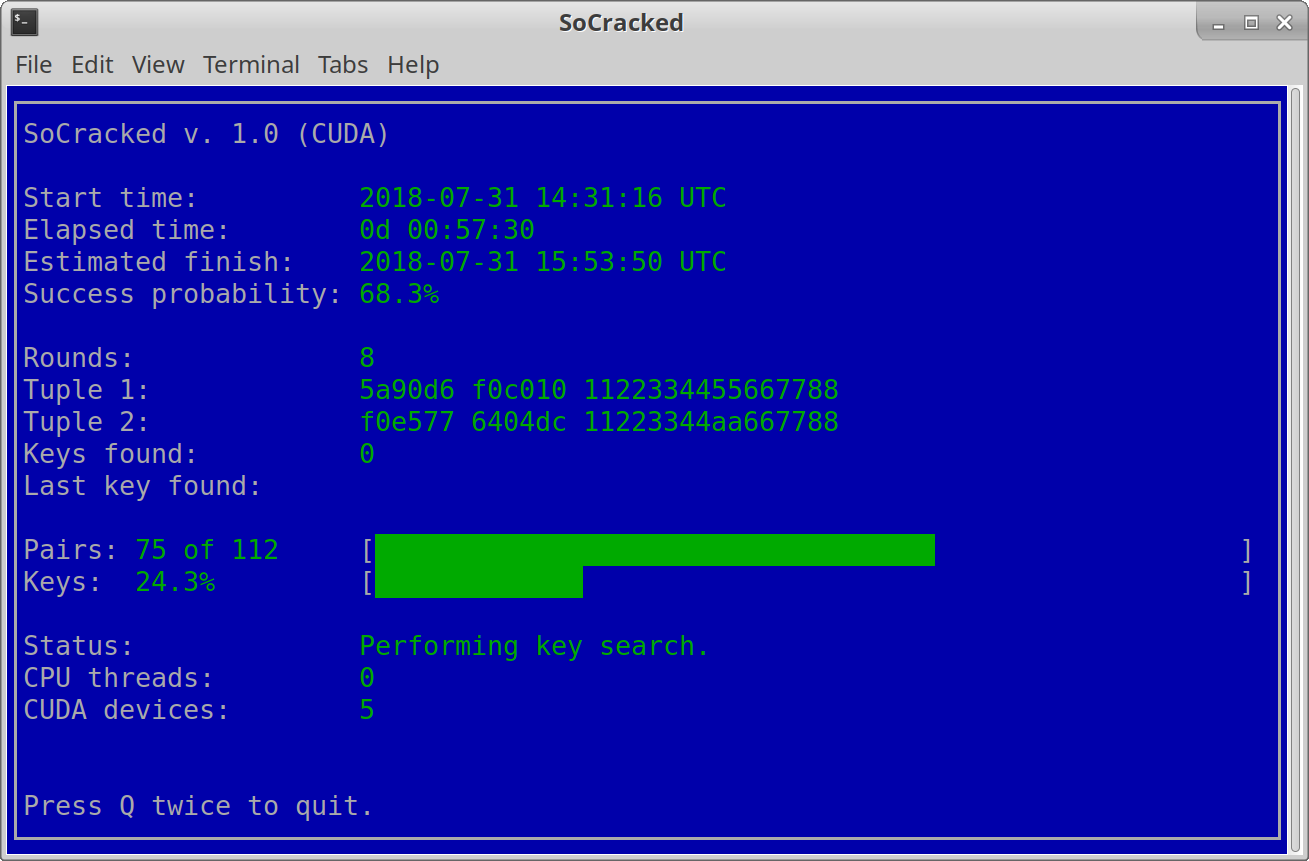 SoCracked
File Edit View Terminal Tabs Help
SoCracked v. 1.0 (CUDA)
Start time: 2018-07-31 14:31:16 UTC
Elapsed time: 0d 00:57:30
Estimated finish: 2018-07-31 15:53:50 UTC
Success probability: 68.3%
Rounds: 8
Tuple 1: 5a90d6 f0c010 1122334455667788
Tuple 2: f0e577 6404dc 11223344aa667788
Keys found: 0
Last key found:
Pairs: 75 of 112 [ ]
Keys: 24.3% [ ]
Status: Performing key search.
CPU threads: 0
CUDA devices: 5
Press Q twice to quit.